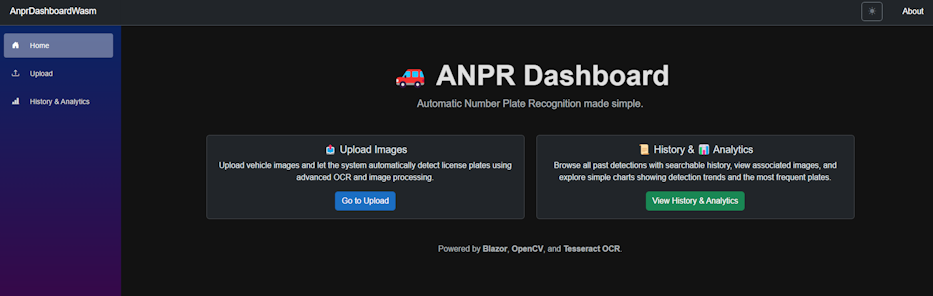 AnprDashboardWasm
About
Home
Upload
History & Analytics
ANPR Dashboard
Automatic Number Plate Recognition made simple.
Upload Images
Upload vehicle images and let the system automatically detect license plates using
advanced OCR and image processing.
Go to Upload
History & Analytics
Browse all past detections with searchable history, view associated images, and
explore simple charts showing detection trends and the most frequent plates.
View History & Analytics
Powered by Blazor, OpenCV, and Tesseract OCR.